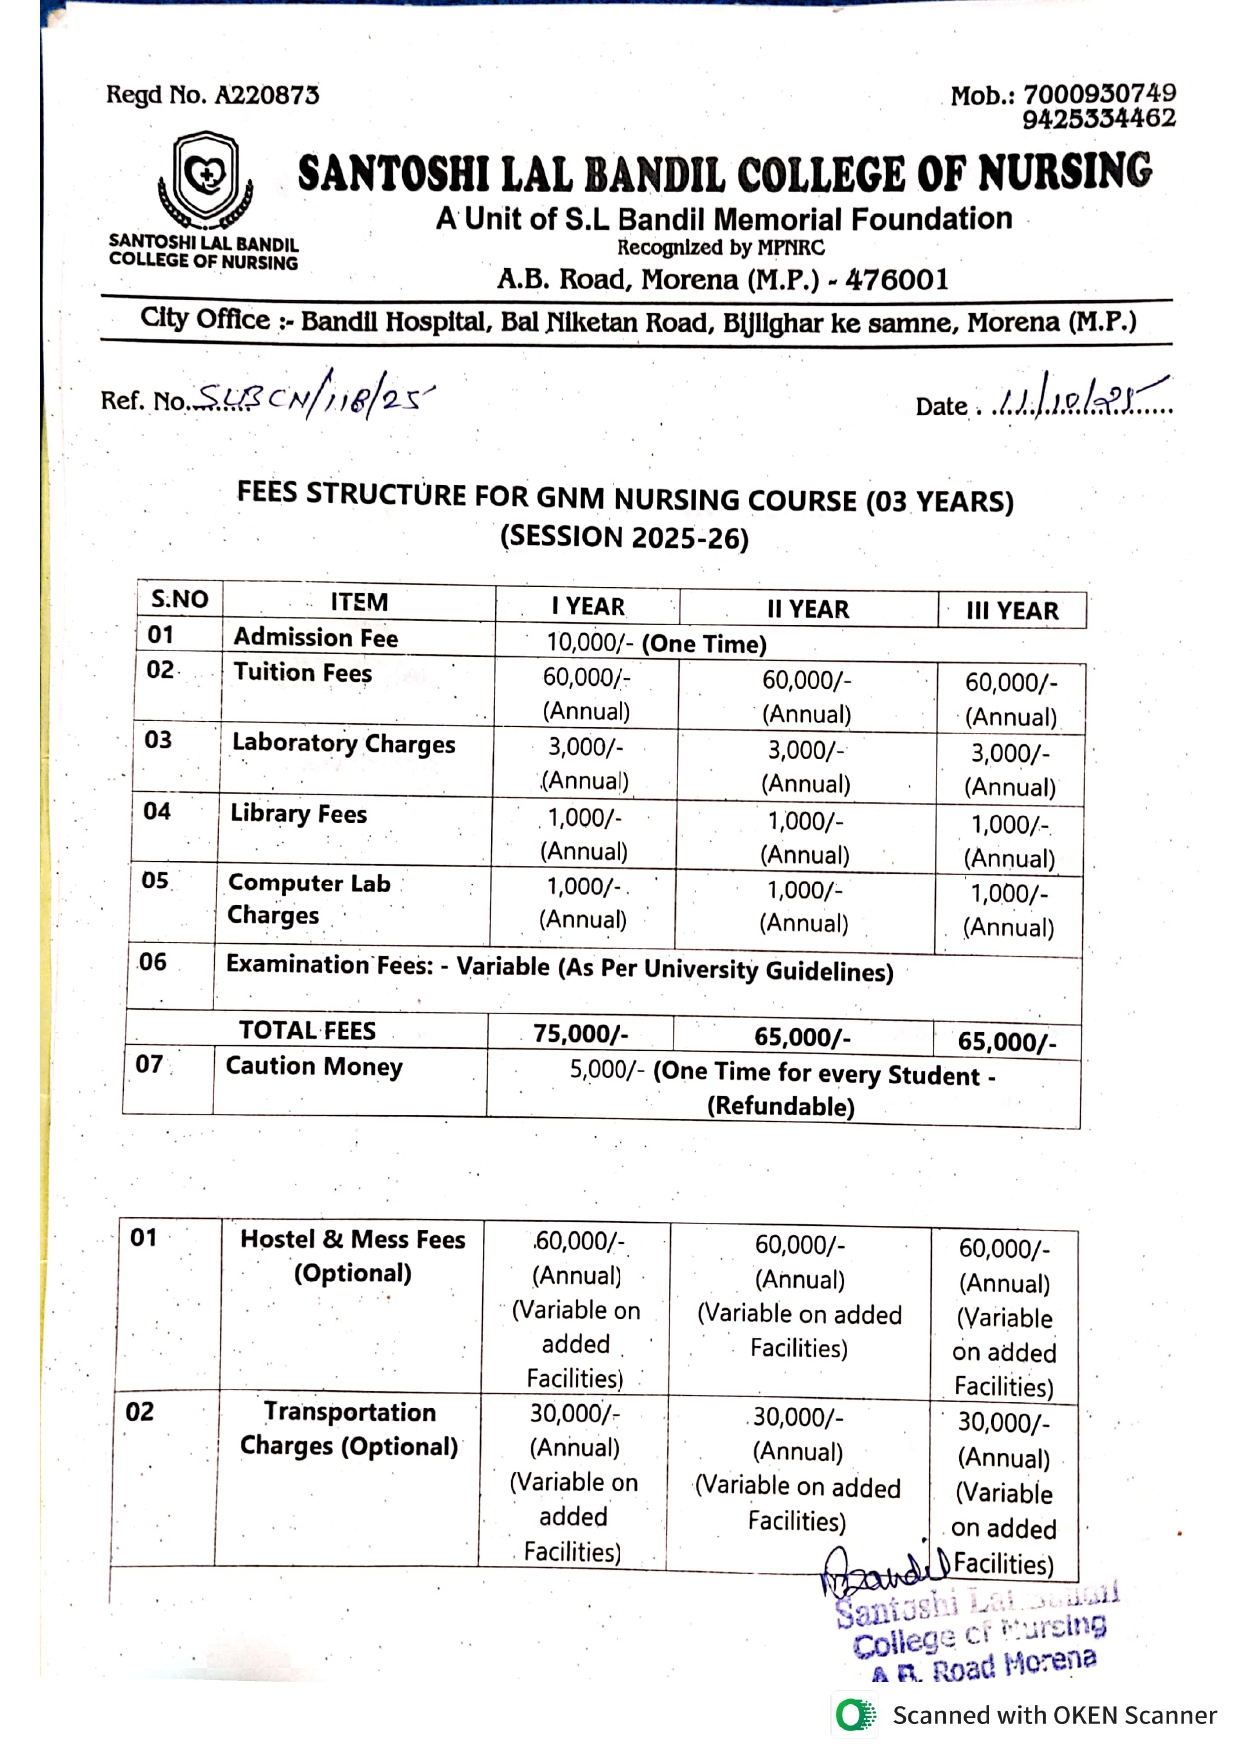 Regd No. A220873
Mob.: 7000930749
9425334462
SANTOSHI LAL BANDIL COLLEGE OF NURSING
A Unit of S.L Bandil Memorial Foundation
Recognized by MPNRC
A.B. Road, Morena (M.P.) - 476001
SANTOSHI LAL BANDIL
COLLEGE OF NURSING
City Office :- Bandil Hospital, Bal Niketan Road, Bijlighar ke samne, Morena (M.P.)
Ref. No. SLBCN/118/25
Date . 11/10/25
FEES STRUCTURE FOR GNM NURSING COURSE (03 YEARS)
(SESSION 2025-26)
S.NO ITEM I YEAR II YEAR III YEAR
01 Admission Fee 10,000/- (One Time)
02 Tuition Fees 60,000/- 60,000/- 60,000/-
(Annual) (Annual) (Annual)
03 Laboratory Charges 3,000/- 3,000/- 3,000/-
(Annual) (Annual) (Annual)
04 Library Fees 1,000/- 1,000/- 1,000/-
(Annual) (Annual) (Annual)
05 Computer Lab 1,000/- 1,000/- 1,000/-
Charges (Annual) (Annual) (Annual)
06 Examination Fees: - Variable (As Per University Guidelines)
TOTAL FEES 75,000/- 65,000/- 65,000/-
07 Caution Money 5,000/- (One Time for every Student -
(Refundable)
01 Hostel & Mess Fees 60,000/- 60,000/- 60,000/-
(Optional) (Annual) (Annual) (Annual)
(Variable on (Variable on added (Variable
added Facilities) on added
Facilities) Facilities)
02 Transportation 30,000/- 30,000/- 30,000/-
Charges (Optional) (Annual) (Annual) (Annual)
(Variable on (Variable on added (Variable
added Facilities) on added
Facilities) Facilities)
Bandil
Santoshi Lal Bandil
College of Nursing
A.B. Road Morena
Scanned with OKEN Scanner